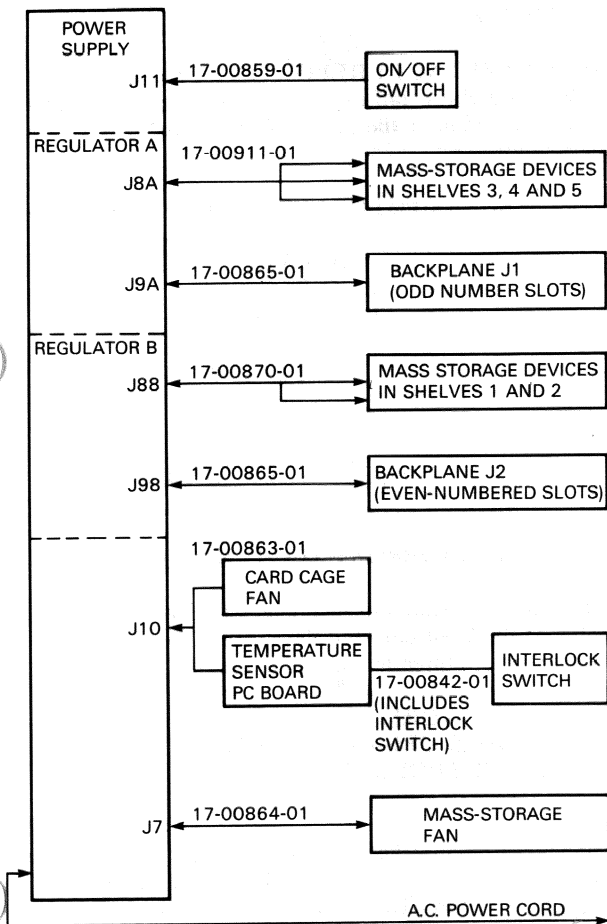 POWER
SUPPLY
J11
17-00859-01
ON/OFF
SWITCH
REGULATOR A
17-00911-01
J8A
MASS-STORAGE DEVICES
IN SHELVES 3, 4 AND 5
J9A
17-00865-01
BACKPLANE J1
(ODD NUMBER SLOTS)
REGULATOR B
J88
17-00870-01
MASS STORAGE DEVICES
IN SHELVES 1 AND 2
J98
17-00865-01
BACKPLANE J2
(EVEN-NUMBERED SLOTS)
17-00863-01
CARD CAGE
FAN
J10
TEMPERATURE
SENSOR
PC BOARD
17-00842-01
(INCLUDES
INTERLOCK
SWITCH)
INTERLOCK
SWITCH
J7
17-00864-01
MASS-STORAGE
FAN
A.C. POWER CORD